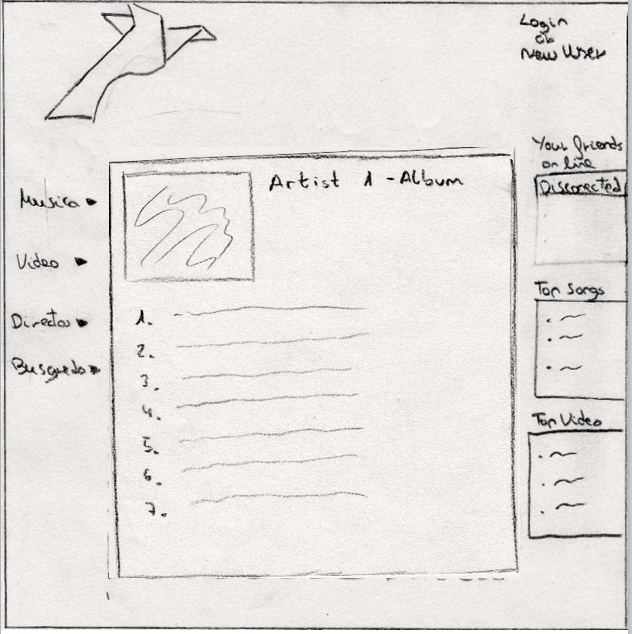 Login
or
New User
Your friends
on line
Disconected
Musica
Video
Directos
Busqueda
Artist 1 - Album
1.
2.
3.
4.
5.
6.
7.
Top Songs
Top Video